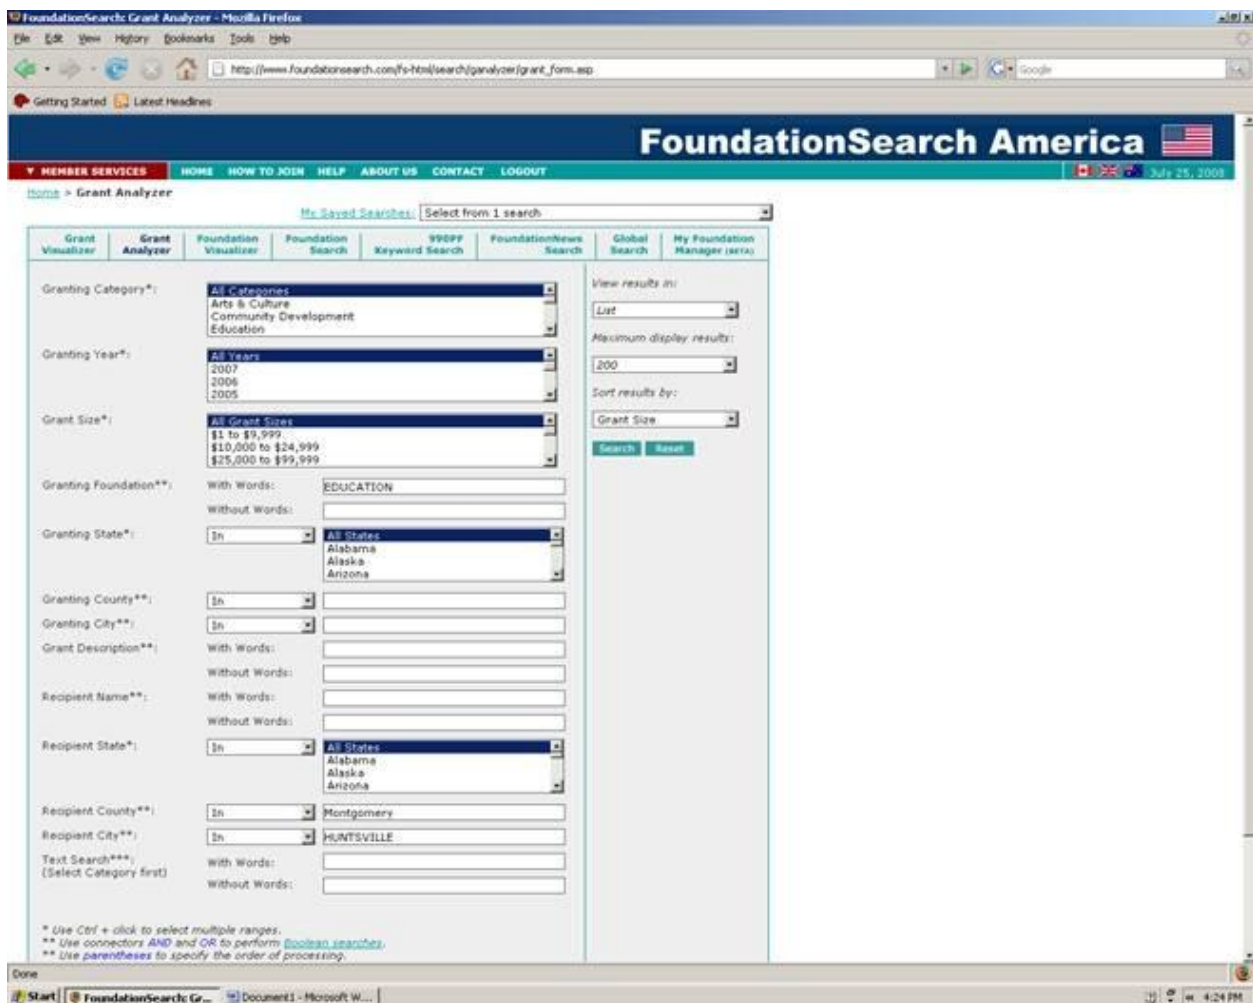 FoundationSearch: Grant Analyzer - Mozilla Firefox
File Edit View History Bookmarks Tools Help
http://www.foundationsearch.com/fs-html/search/ganalyzer/grant_form.asp
Google
Getting Started Latest Headlines
FoundationSearch America
MEMBER SERVICES HOME HOW TO JOIN HELP ABOUT US CONTACT LOGOUT July 25, 2008
Home > Grant Analyzer
My Saved Searches: Select from 1 search
Grant Visualizer Grant Analyzer Foundation Visualizer Foundation Search 990PF Keyword Search FoundationNews Search Global Search My Foundation Manager (BETA)
Granting Category*: All Categories
Arts & Culture
Community Development
Education
View results in:
List
Maximum display results:
200
Sort results by:
Grant Size
Search Reset
Granting Year*: All Years
2007
2006
2005
Grant Size*: All Grant Sizes
$1 to $9,999
$10,000 to $24,999
$25,000 to $99,999
Granting Foundation**: With Words: EDUCATION
Without Words:
Granting State*: In All States
Alabama
Alaska
Arizona
Granting County**: In
Granting City**: In
Grant Description**: With Words:
Without Words:
Recipient Name**: With Words:
Without Words:
Recipient State*: In All States
Alabama
Alaska
Arizona
Recipient County**: In Montgomery
Recipient City**: In HUNTSVILLE
Text Search***: With Words:
(Select Category first)
Without Words:
* Use Ctrl + click to select multiple ranges.
** Use connectors AND and OR to perform Boolean searches.
** Use parentheses to specify the order of processing.
Done
Start FoundationSearch: Gr... Document1 - Microsoft W... 4:24 PM